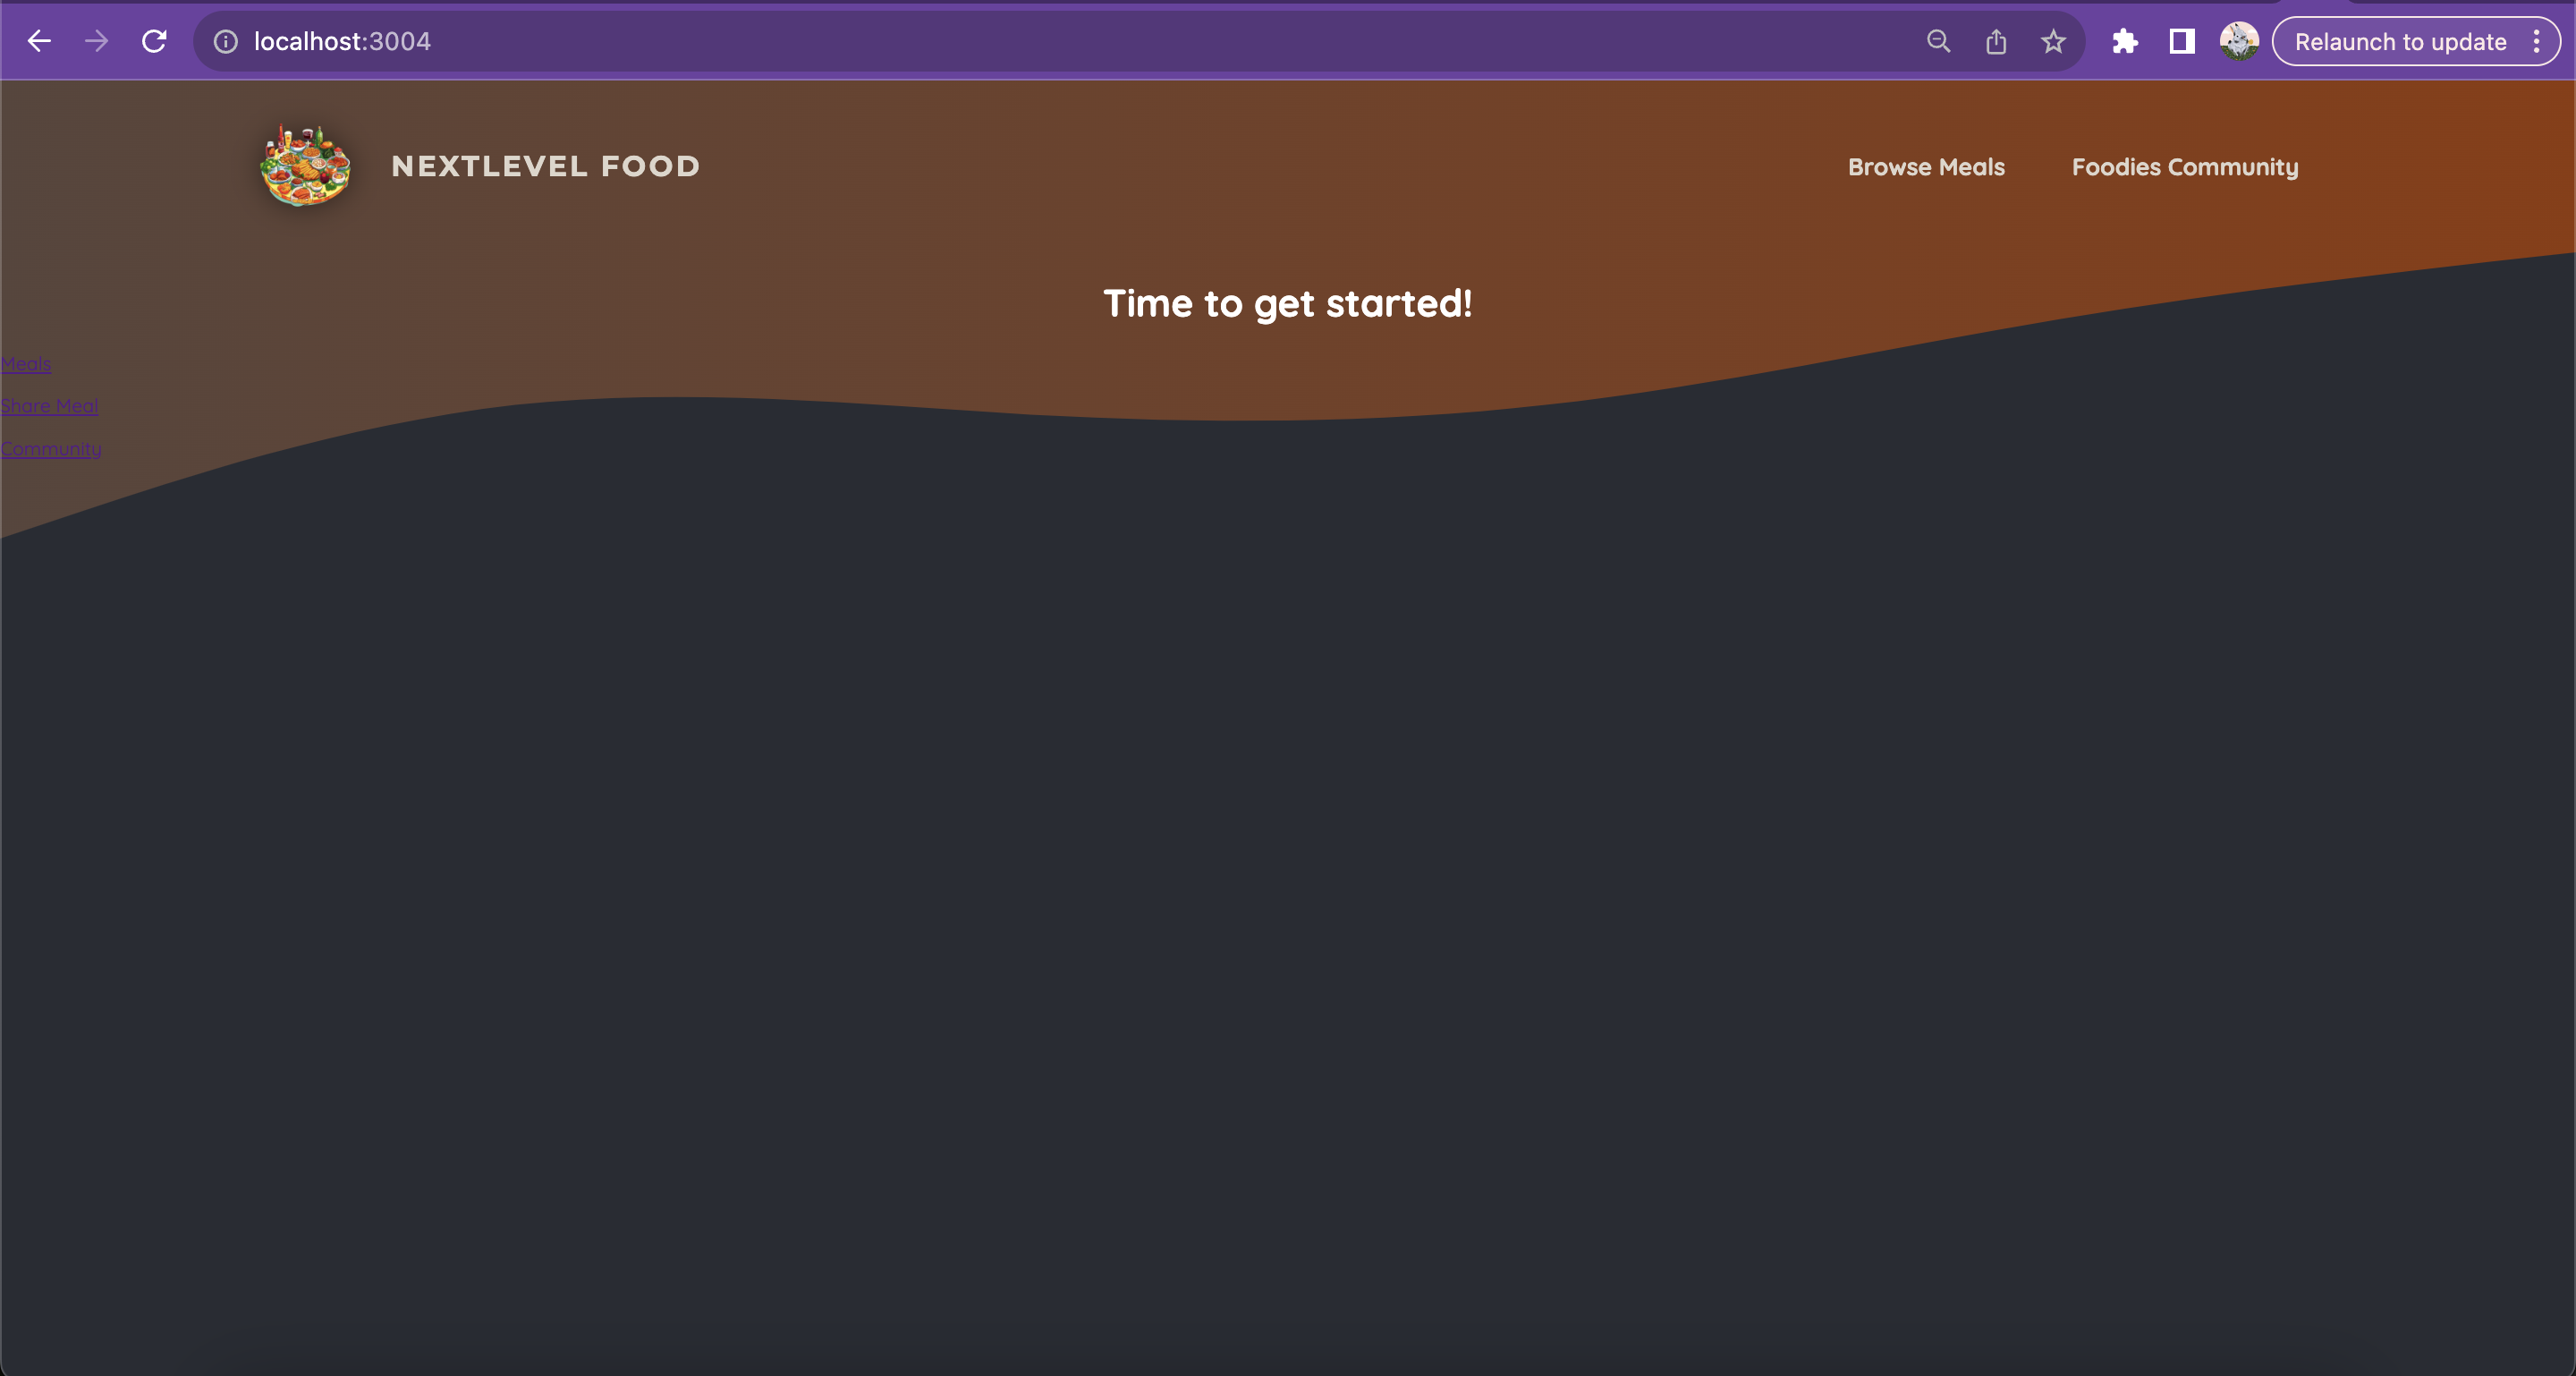 localhost:3004
Relaunch to update
NEXTLEVEL FOOD
Browse Meals
Foodies Community
Time to get started!
Meals
Share Meal
Community